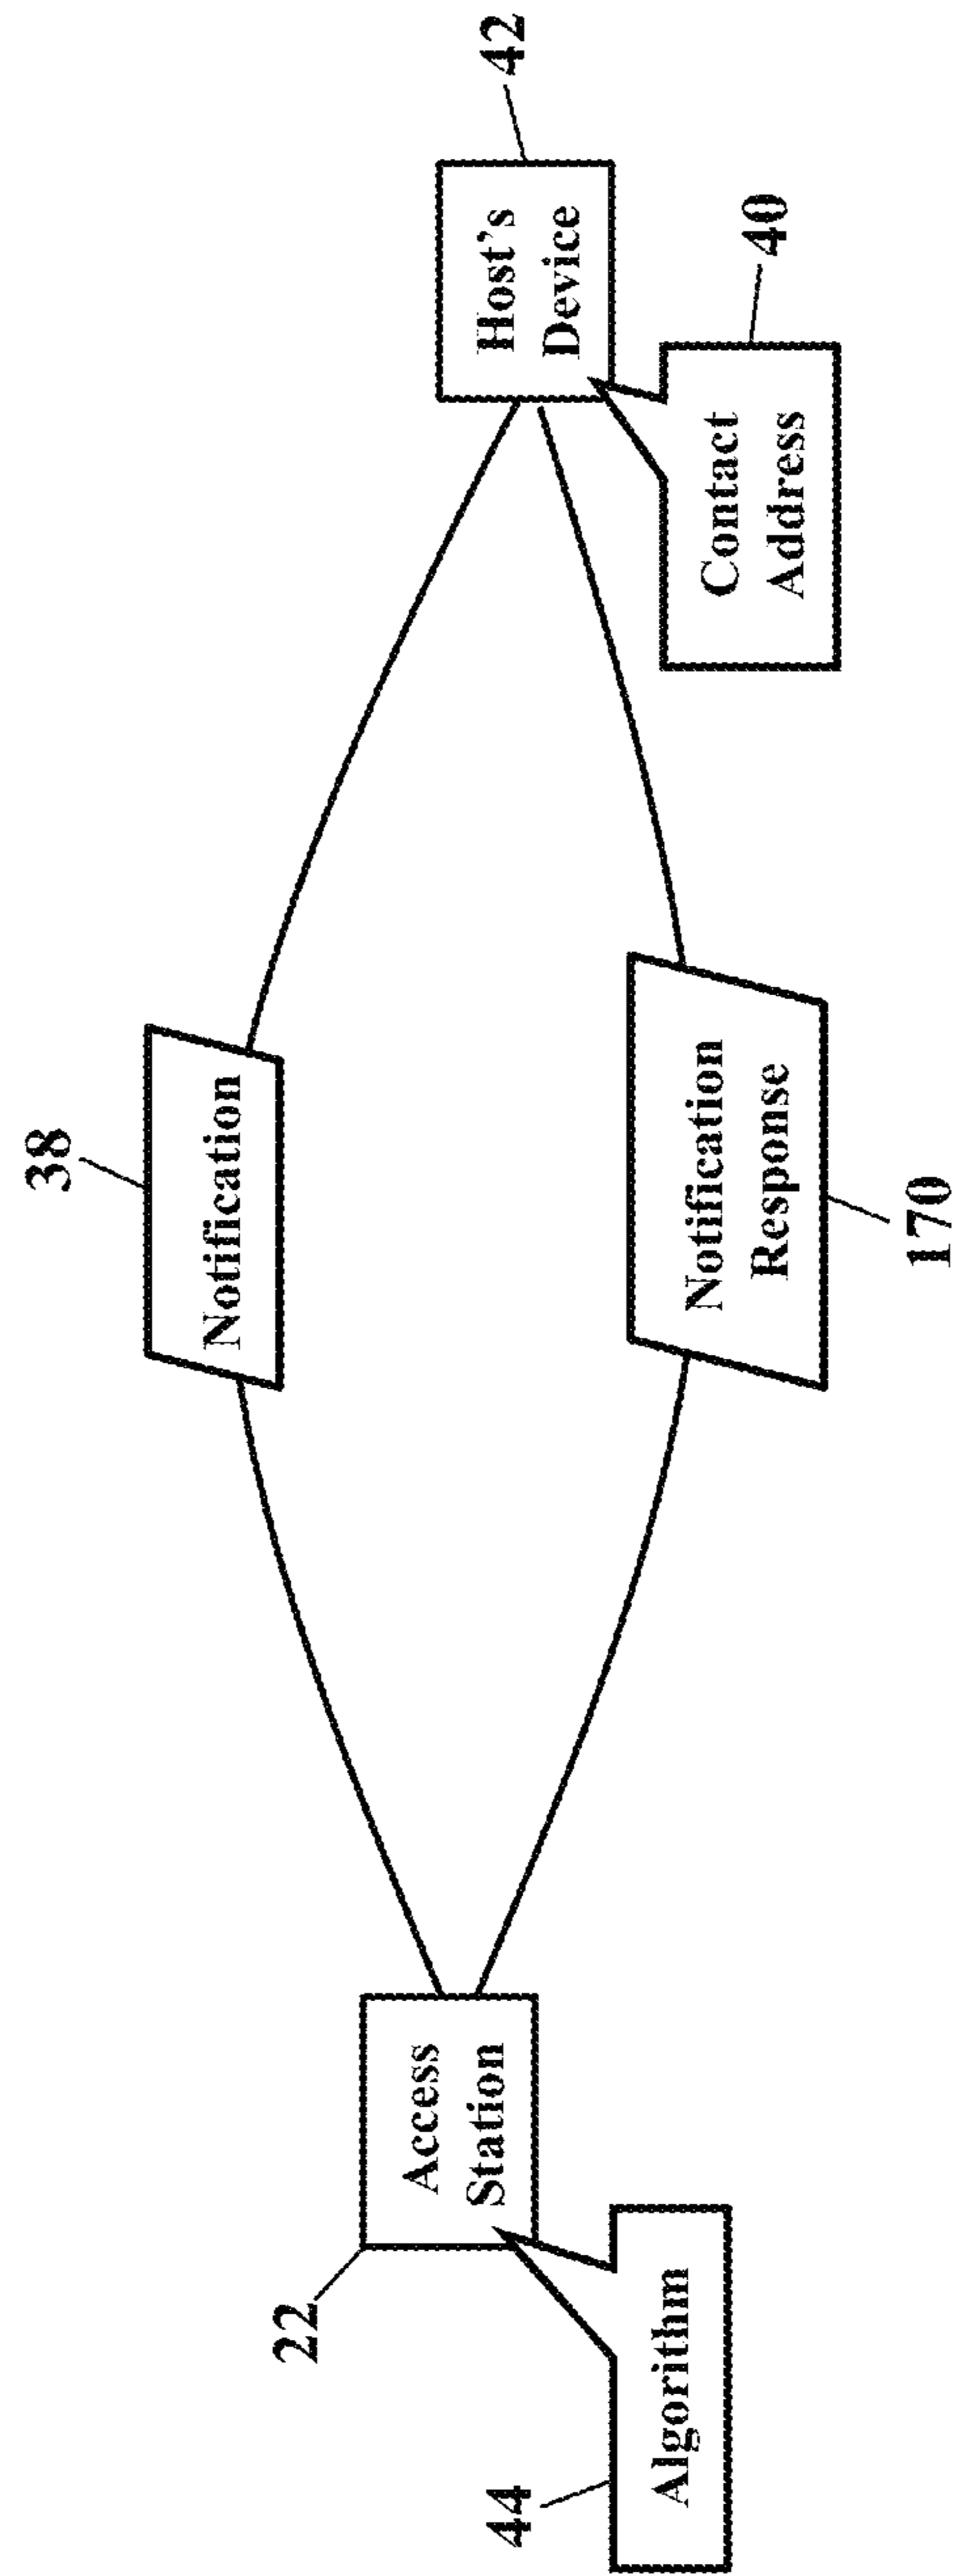 38
Notification
42
Host's
Device
22
Access
Station
40
Contact
Address
44
Algorithm
Notification
Response
170